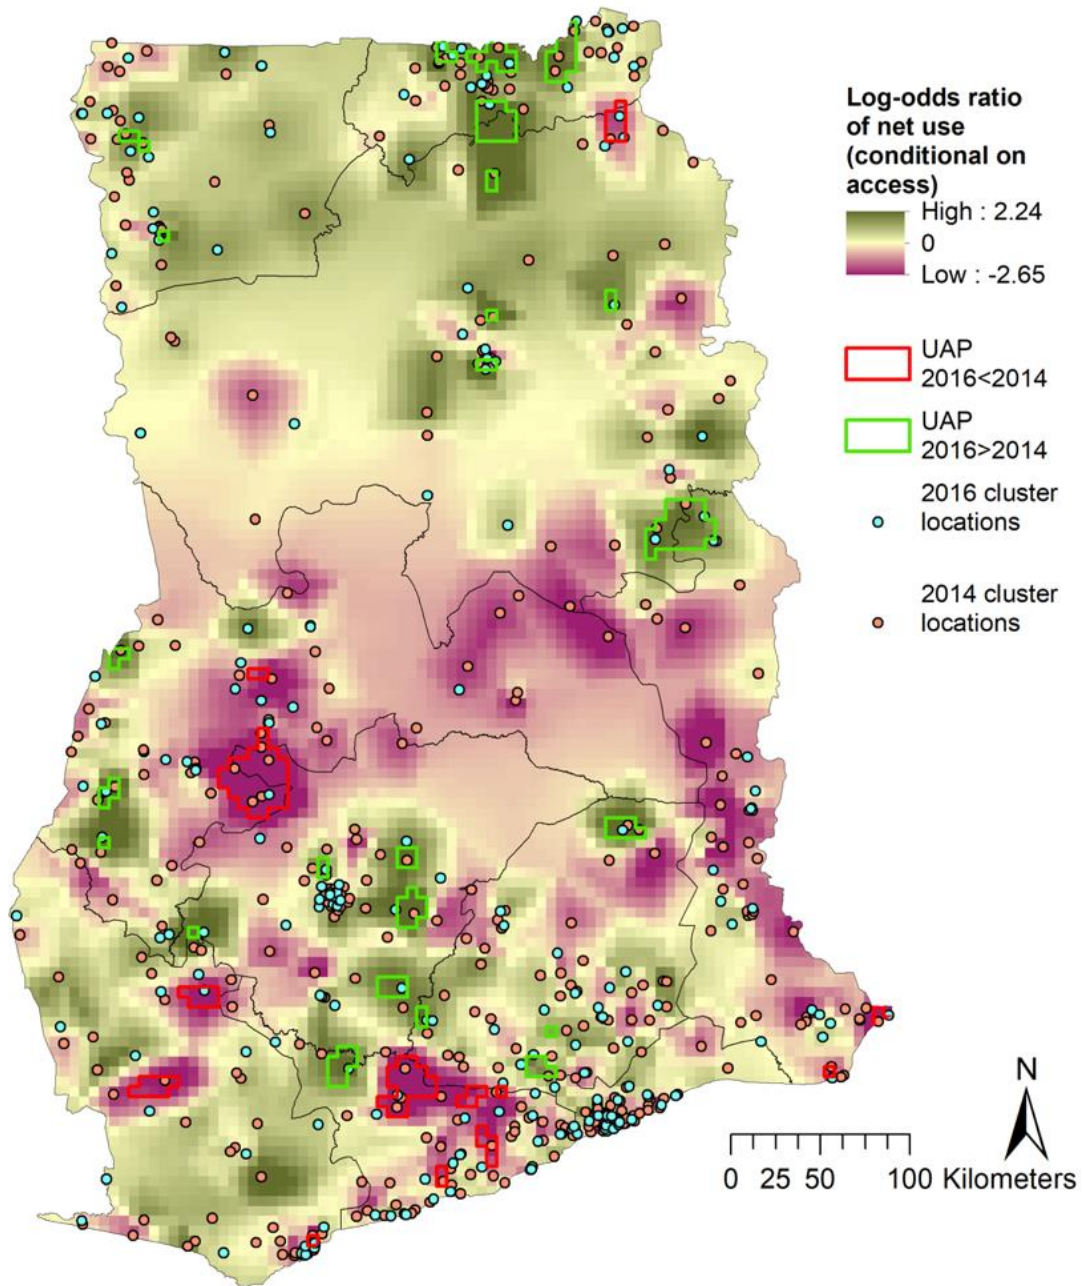 Log-odds ratio
of net use
(conditional on
access)
High : 2.24
0
Low : -2.65
UAP
2016<2014
UAP
2016>2014
2016 cluster
locations
2014 cluster
locations
N
0 25 50 100 Kilometers